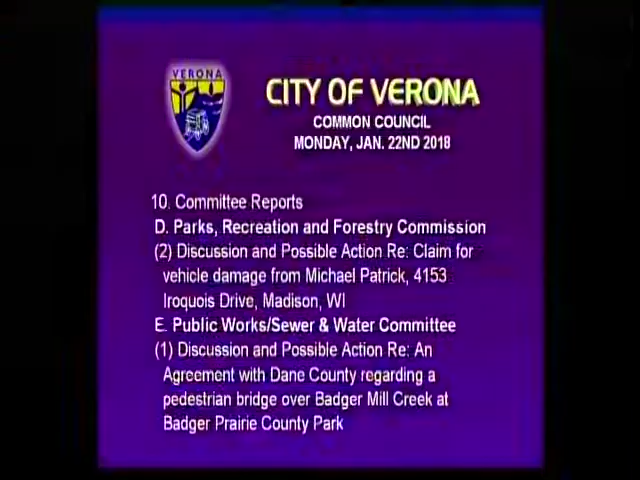 VERONA
CITY OF VERONA
COMMON COUNCIL
MONDAY, JAN. 22ND 2018
10. Committee Reports
D. Parks, Recreation and Forestry Commission
(2) Discussion and Possible Action Re: Claim for
vehicle damage from Michael Patrick, 4153
Iroquois Drive, Madison, WI
E. Public Works/Sewer & Water Committee
(1) Discussion and Possible Action Re: An
Agreement with Dane County regarding a
pedestrian bridge over Badger Mill Creek at
Badger Prairie County Park